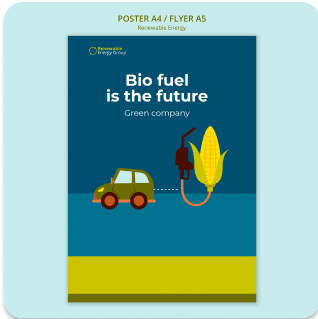 POSTER A4 / FLYER A5
Renewable Energy
Renewable
Energy Group
Bio fuel
is the future
Green company